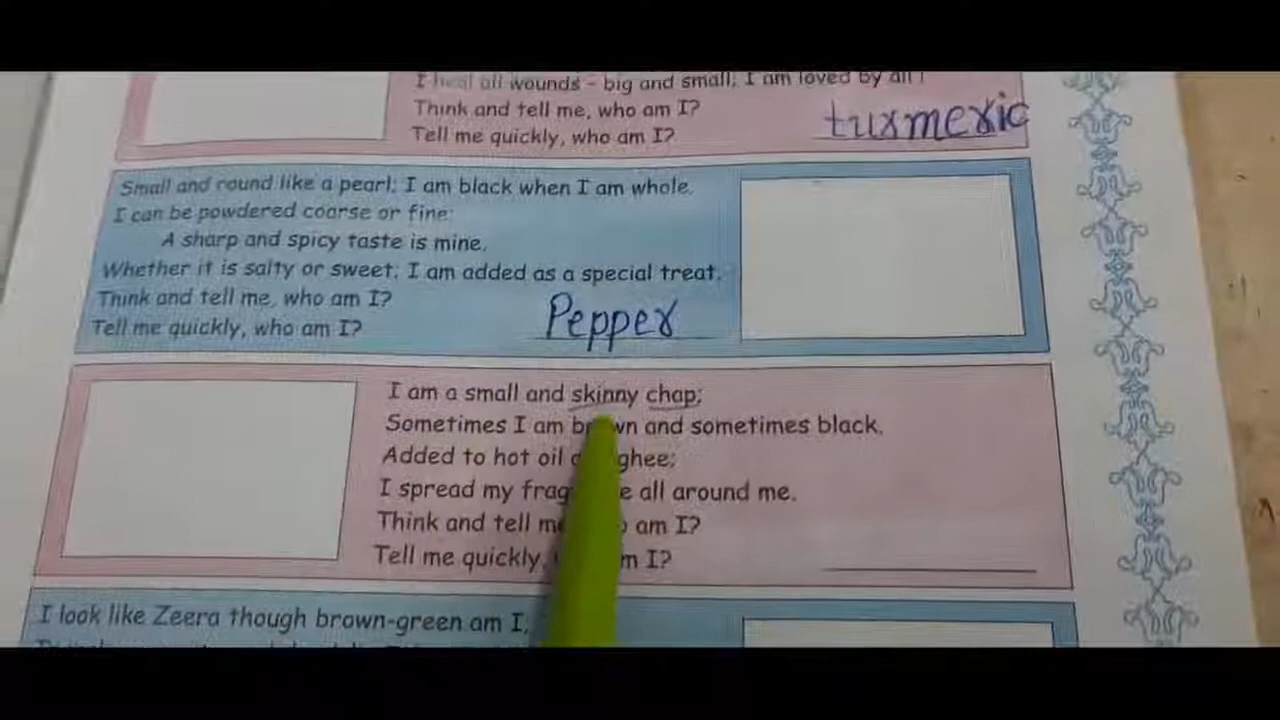 I heal all wounds - big and small; I am loved by all !
Think and tell me, who am I?
Tell me quickly, who am I?
turmeric
Small and round like a pearl; I am black when I am whole.
I can be powdered coarse or fine;
A sharp and spicy taste is mine.
Whether it is salty or sweet; I am added as a special treat.
Think and tell me, who am I?
Tell me quickly, who am I?
Pepper
I am a small and skinny chap;
Sometimes I am brown and sometimes black.
Added to hot oil ghee;
I spread my all around me.
Think and tell me am I?
Tell me quickly, am I?
I look like Zeera though brown-green am I,